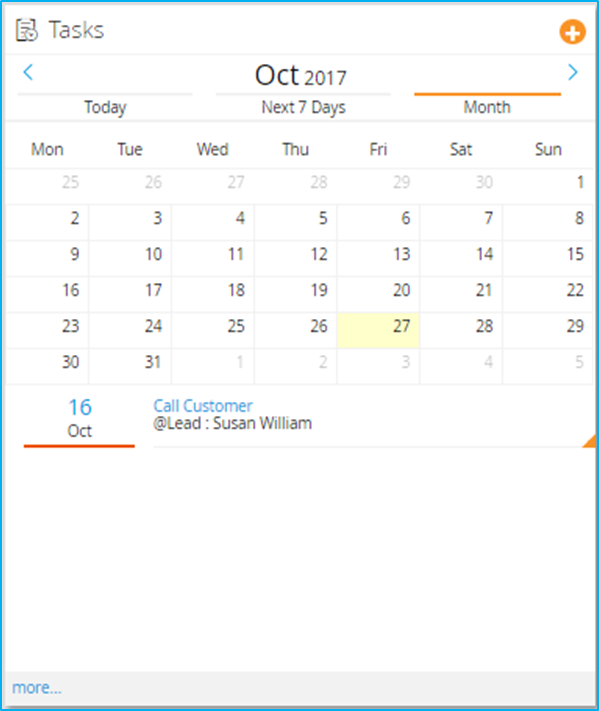 Tasks
Oct 2017
Today Next 7 Days Month
Mon Tue Wed Thu Fri Sat Sun
25 26 27 28 29 30 1
2 3 4 5 6 7 8
9 10 11 12 13 14 15
16 17 18 19 20 21 22
23 24 25 26 27 28 29
30 31 1 2 3 4 5
16 Call Customer
Oct @Lead : Susan William
more...